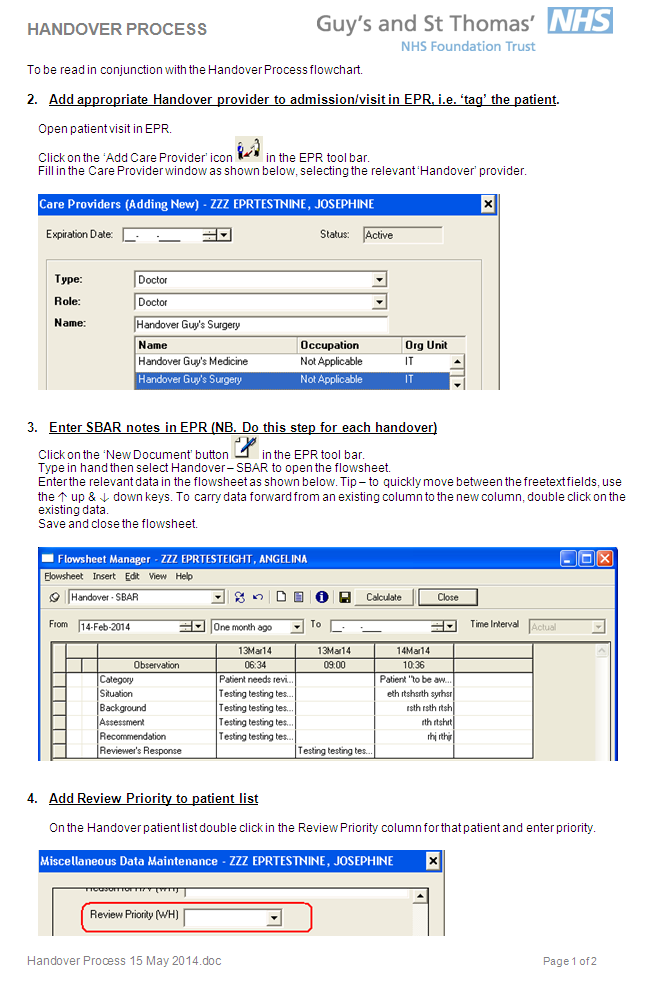 HANDOVER PROCESS
Guy's and St Thomas' NHS
NHS Foundation Trust
To be read in conjunction with the Handover Process flowchart.
2. Add appropriate Handover provider to admission/visit in EPR, i.e. 'tag' the patient.
Open patient visit in EPR.
Click on the 'Add Care Provider' icon in the EPR tool bar.
Fill in the Care Provider window as shown below, selecting the relevant 'Handover' provider.
Care Providers (Adding New) - ZZZ EPRTESTNINE, JOSEPHINE
Expiration Date: _-_-___ Status: Active
Type: Doctor
Role: Doctor
Name: Handover Guy's Surgery
Name Occupation Org Unit
Handover Guy's Medicine Not Applicable IT
Handover Guy's Surgery Not Applicable IT
3. Enter SBAR notes in EPR (NB. Do this step for each handover)
Click on the 'New Document' button in the EPR tool bar.
Type in hand then select Handover – SBAR to open the flowsheet.
Enter the relevant data in the flowsheet as shown below. Tip – to quickly move between the freetext fields, use
the ↑ up & ↓ down keys. To carry data forward from an existing column to the new column, double click on the
existing data.
Save and close the flowsheet.
Flowsheet Manager - ZZZ EPRTESTEIGHT, ANGELINA
Flowsheet Insert Edit View Help
Handover - SBAR Calculate Close
From 14-Feb-2014 One month ago To _-_-___ Time Interval Actual
13Mar14 13Mar14 14Mar14
Observation 06:34 09:00 10:36
Category Patient needs revi... Patient "to be aw...
Situation Testing testing tes... eth rtshsrth syrhsr
Background Testing testing tes... rsth rsth rtsh
Assessment Testing testing tes... rth rtshrt
Recommendation Testing testing tes... rhj rthjr
Reviewer's Response Testing testing tes...
4. Add Review Priority to patient list
On the Handover patient list double click in the Review Priority column for that patient and enter priority.
Miscellaneous Data Maintenance - ZZZ EPRTESTNINE, JOSEPHINE
Review Priority (WH)
Handover Process 15 May 2014.doc Page 1 of 2